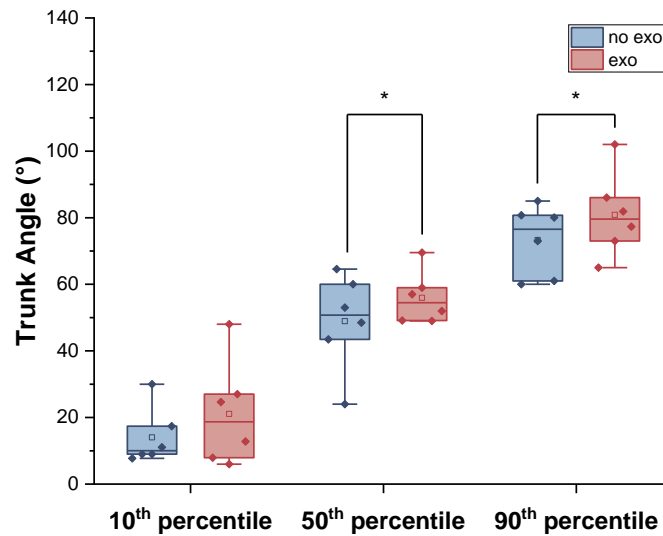 140
120
100
80
60
40
20
0
Trunk Angle (°)
no exo
exo
*
*
10th percentile
50th percentile
90th percentile